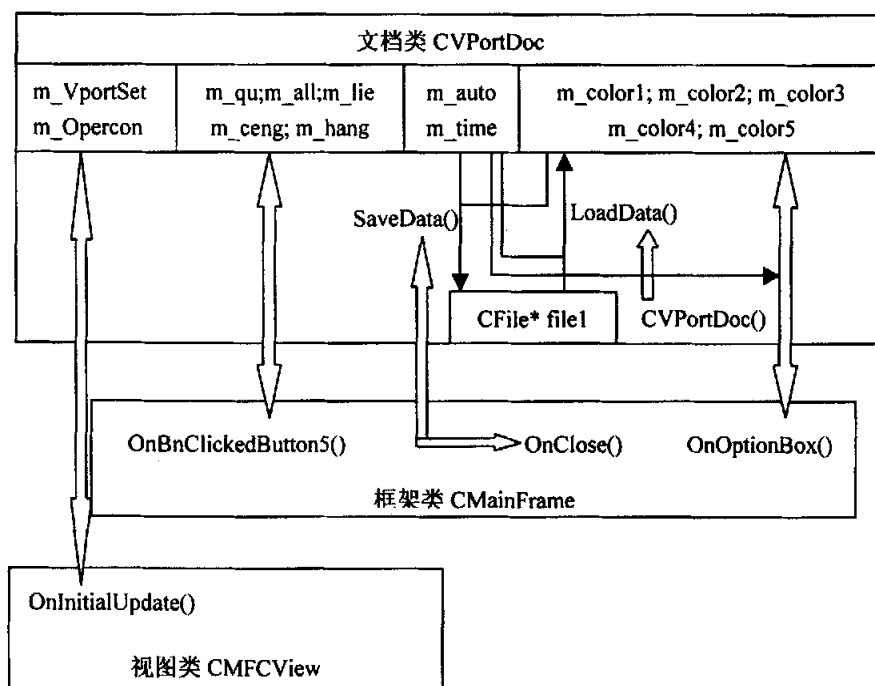 文档类 CVPortDoc
m_VportSet
m_Opercon
m_qu;m_all;m_lie
m_ceng; m_hang
m_auto
m_time
m_color1; m_color2; m_color3
m_color4; m_color5
SaveData()
LoadData()
CFile* file1
CVPortDoc()
OnBnClickedButton5()
OnClose()
OnOptionBox()
框架类 CMainFrame
OnInitialUpdate()
视图类 CMFCView